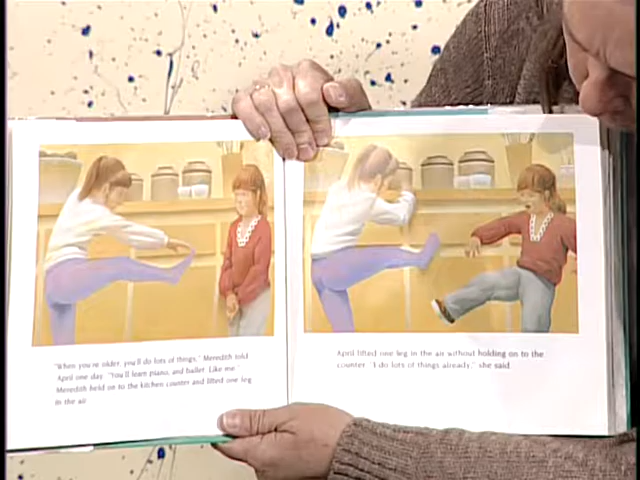 "When you're older, you'll do lots of things," Meredith told
April one day. "You'll learn piano, and ballet. Like me."
Meredith held on to the kitchen counter and lifted one leg
in the air.
April lifted one leg in the air without holding on to the
counter. "I do lots of things already," she said.